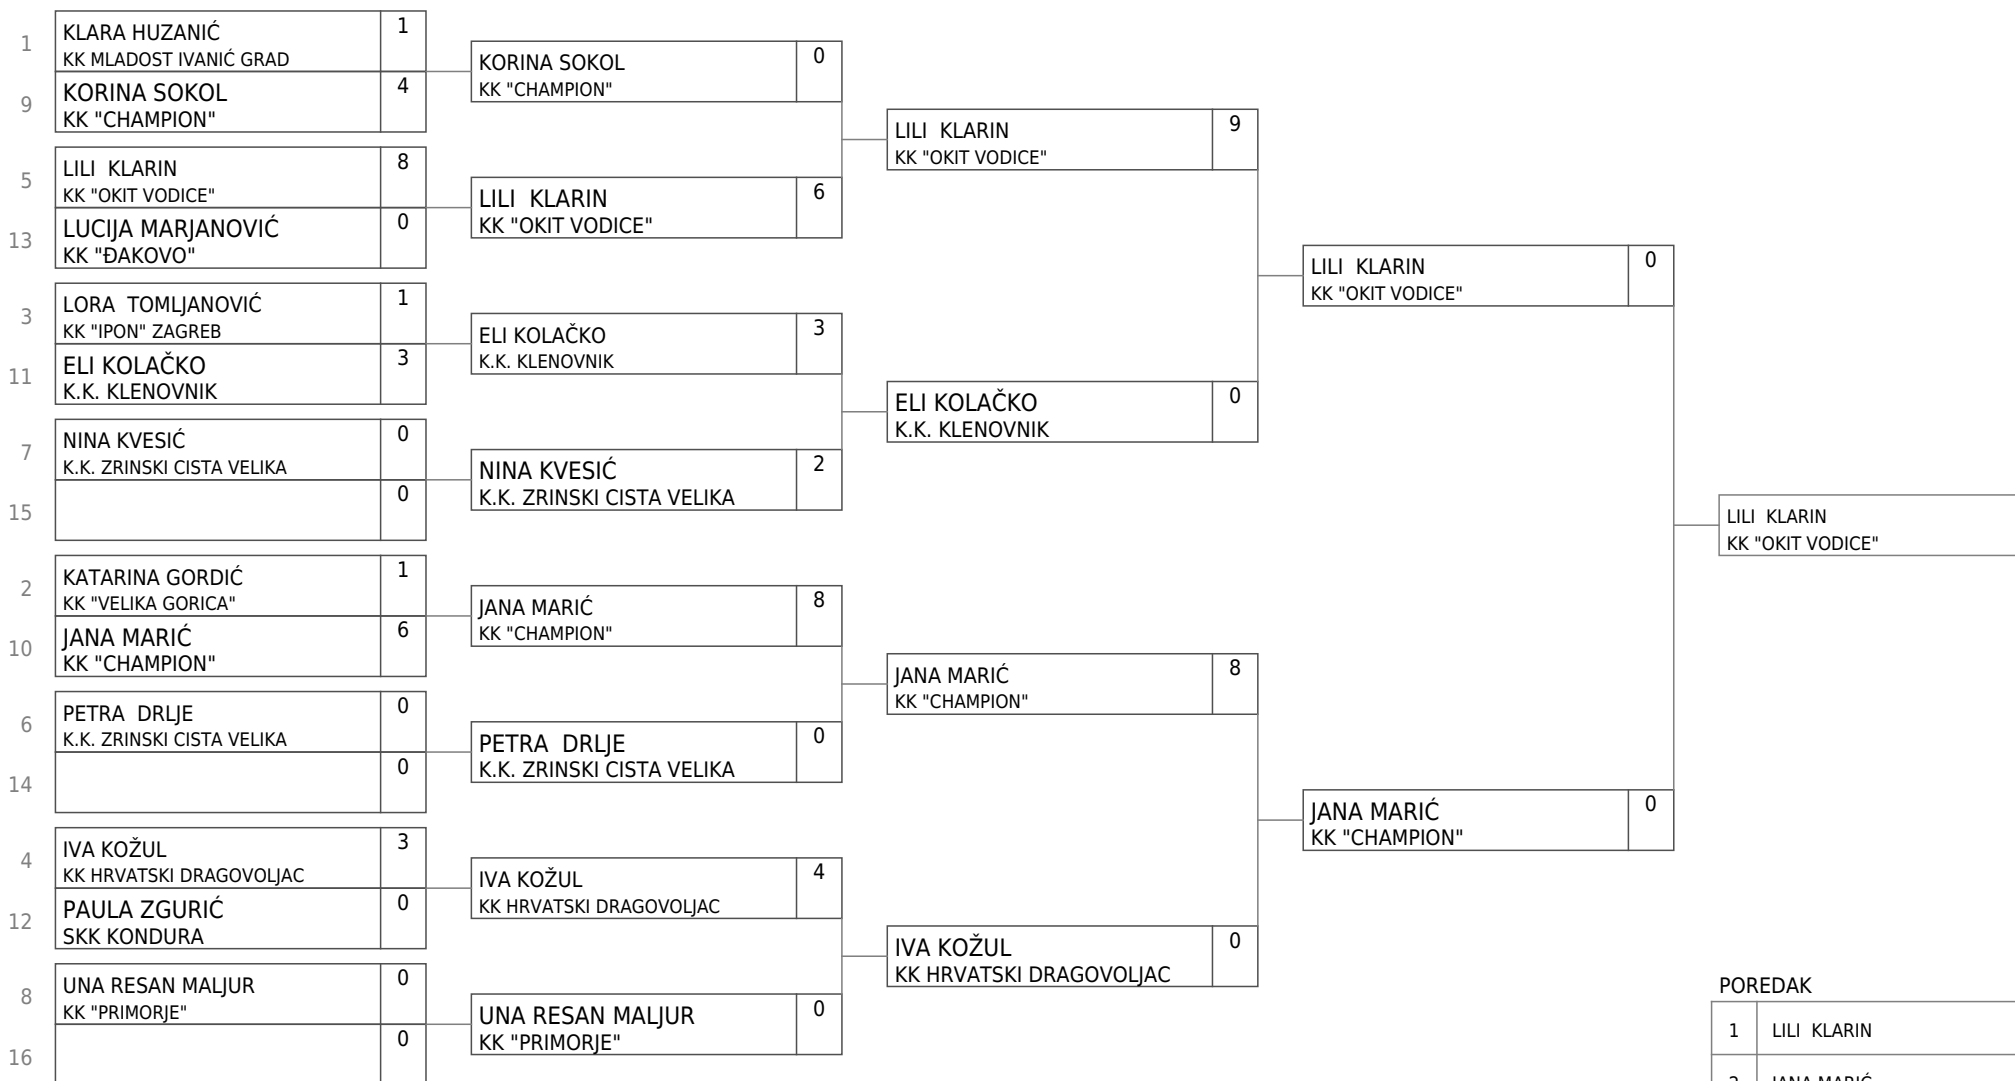 1
KLARA HUZANIĆ
KK MLADOST IVANIĆ GRAD
1
9
KORINA SOKOL
KK "CHAMPION"
4
5
LILI KLARIN
KK "OKIT VODICE"
8
13
LUCIJA MARJANOVIĆ
KK "ĐAKOVO"
0
3
LORA TOMLJANOVIĆ
KK "IPON" ZAGREB
1
11
ELI KOLAČKO
K.K. KLENOVNIK
3
7
NINA KVESIĆ
K.K. ZRINSKI CISTA VELIKA
0
15
0
2
KATARINA GORDIĆ
KK "VELIKA GORICA"
1
10
JANA MARIĆ
KK "CHAMPION"
6
6
PETRA DRLJE
K.K. ZRINSKI CISTA VELIKA
0
14
0
4
IVA KOŽUL
KK HRVATSKI DRAGOVOLJAC
3
12
PAULA ZGURIĆ
SKK KONDURA
0
8
UNA RESAN MALJUR
KK "PRIMORJE"
0
16
0
KORINA SOKOL
KK "CHAMPION"
0
LILI KLARIN
KK "OKIT VODICE"
6
ELI KOLAČKO
K.K. KLENOVNIK
3
NINA KVESIĆ
K.K. ZRINSKI CISTA VELIKA
2
JANA MARIĆ
KK "CHAMPION"
8
PETRA DRLJE
K.K. ZRINSKI CISTA VELIKA
0
IVA KOŽUL
KK HRVATSKI DRAGOVOLJAC
4
UNA RESAN MALJUR
KK "PRIMORJE"
0
LILI KLARIN
KK "OKIT VODICE"
9
ELI KOLAČKO
K.K. KLENOVNIK
0
JANA MARIĆ
KK "CHAMPION"
8
IVA KOŽUL
KK HRVATSKI DRAGOVOLJAC
0
LILI KLARIN
KK "OKIT VODICE"
0
JANA MARIĆ
KK "CHAMPION"
0
LILI KLARIN
KK "OKIT VODICE"
POREDAK
1 LILI KLARIN
2 JANA MARIĆ